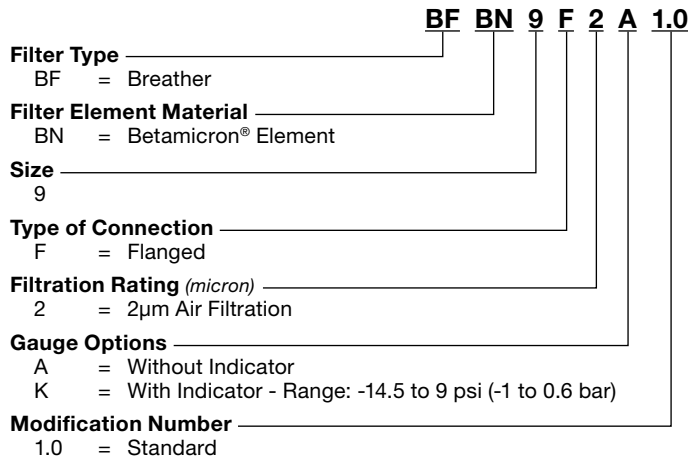 BF BN 9 F 2 A 1.0
Filter Type
BF = Breather
Filter Element Material
BN = Betamicron® Element
Size
9
Type of Connection
F = Flanged
Filtration Rating (micron)
2 = 2µm Air Filtration
Gauge Options
A = Without Indicator
K = With Indicator - Range: -14.5 to 9 psi (-1 to 0.6 bar)
Modification Number
1.0 = Standard